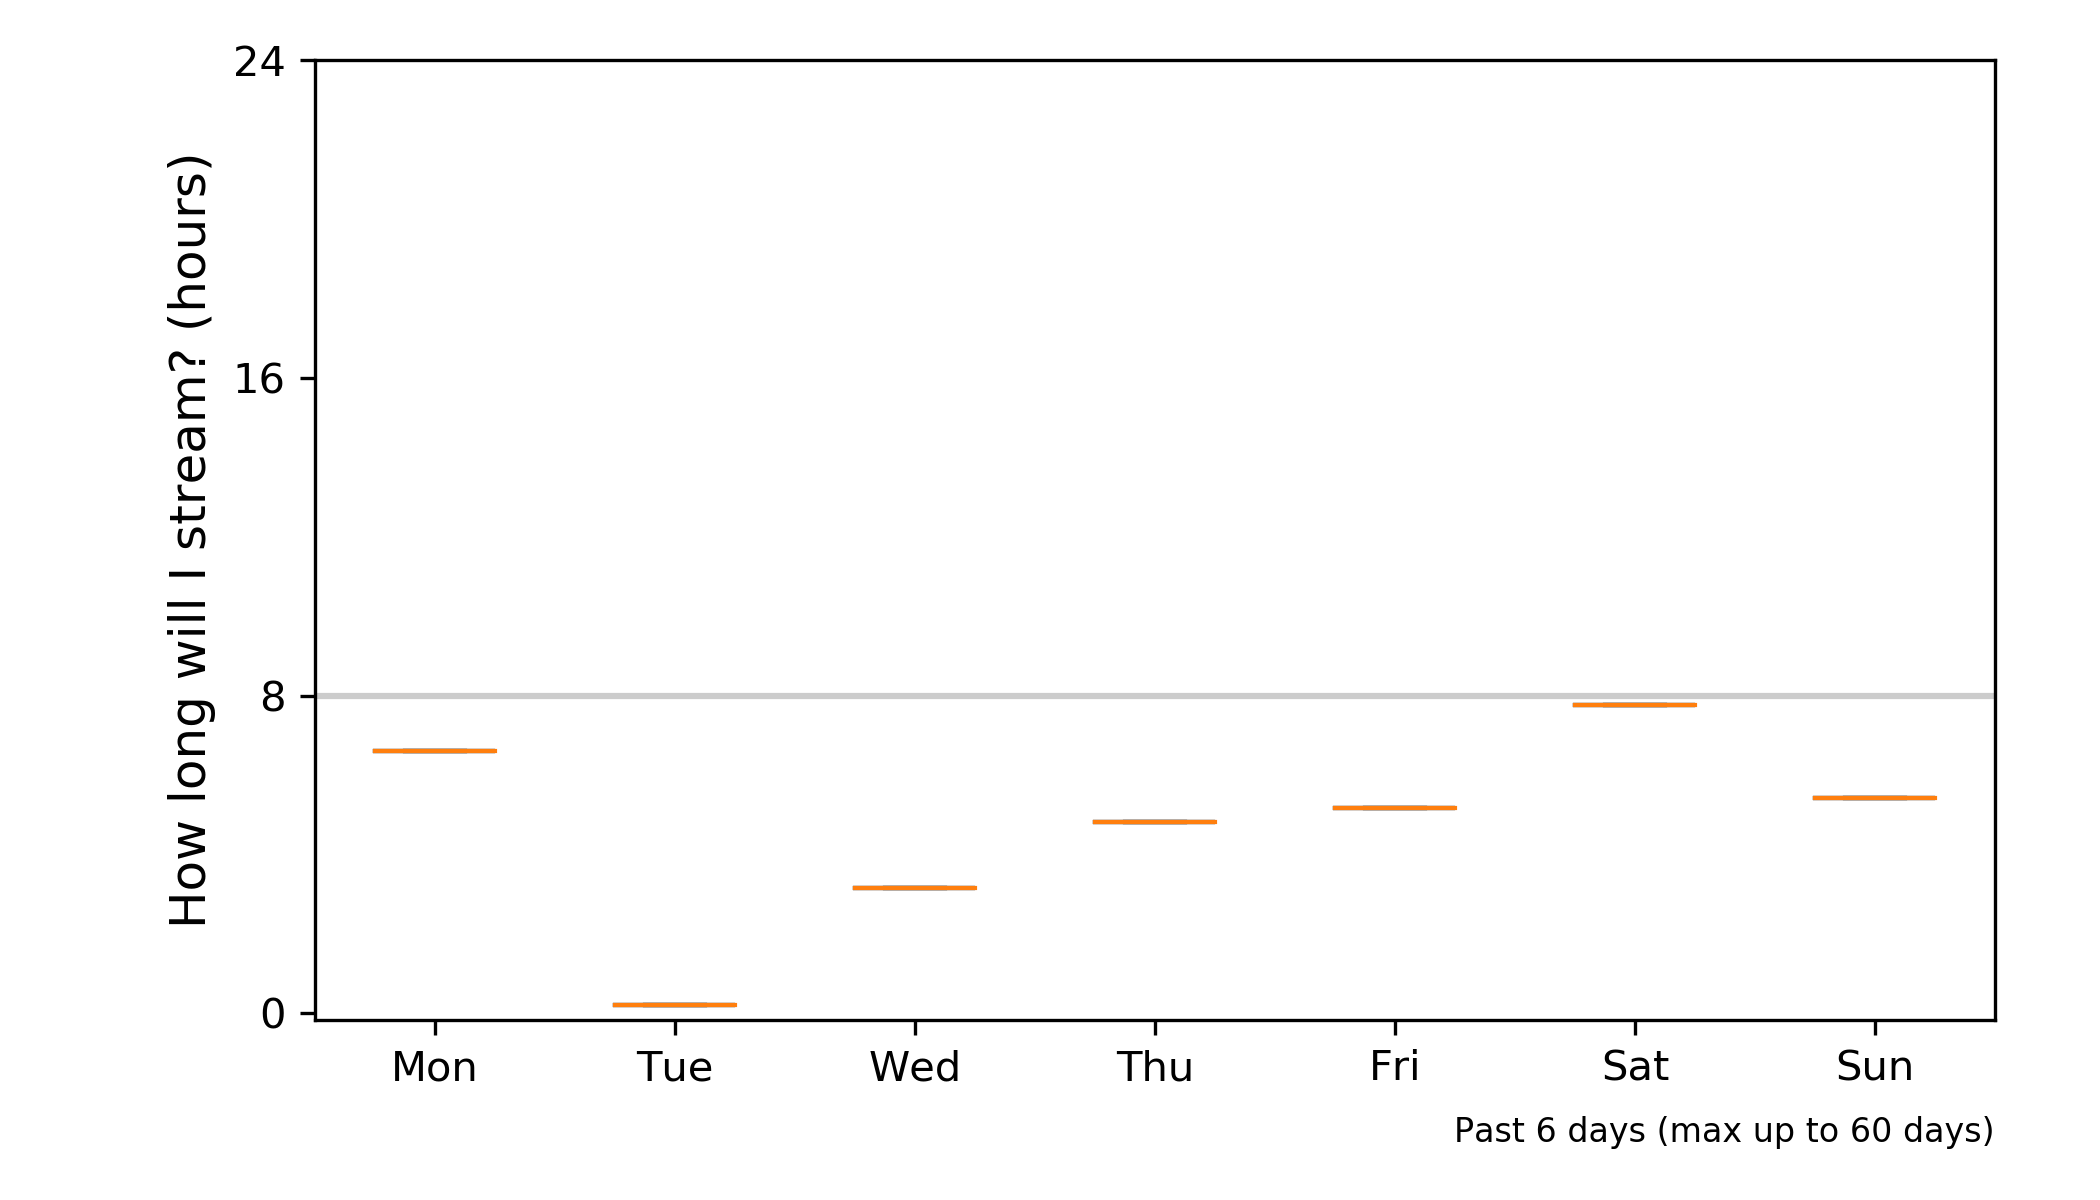 How long will I stream? (hours)
24
16
8
0
Mon Tue Wed Thu Fri Sat Sun
Past 6 days (max up to 60 days)